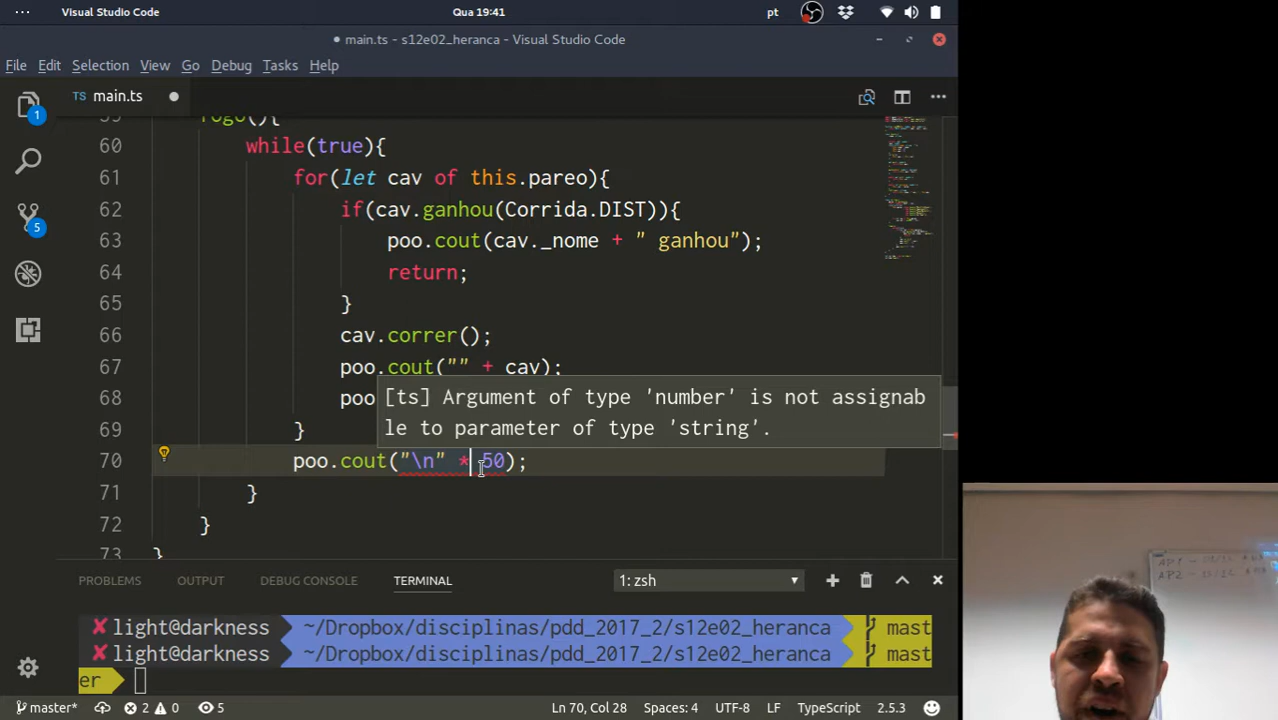 Visual Studio Code
Qua 19:41
pt
main.ts - s12e02_heranca - Visual Studio Code
File Edit Selection View Go Debug Tasks Help
TS main.ts
60 while(true){
61 for(let cav of this.pareo){
62 if(cav.ganhou(Corrida.DIST)){
63 poo.cout(cav._nome + " ganhou");
64 return;
65 }
66 cav.correr();
67 poo.cout("" + cav);
68 poo
[ts] Argument of type 'number' is not assignab
le to parameter of type 'string'.
69 }
70 poo.cout("\n" * 50);
71 }
72 }
73 }
PROBLEMS OUTPUT DEBUG CONSOLE TERMINAL 1: zsh
✘ light@darkness ~/Dropbox/disciplinas/pdd_2017_2/s12e02_heranca mast
✘ light@darkness ~/Dropbox/disciplinas/pdd_2017_2/s12e02_heranca mast
er
master* 2 0 5 Ln 70, Col 28 Spaces: 4 UTF-8 LF TypeScript 2.5.3
1
5